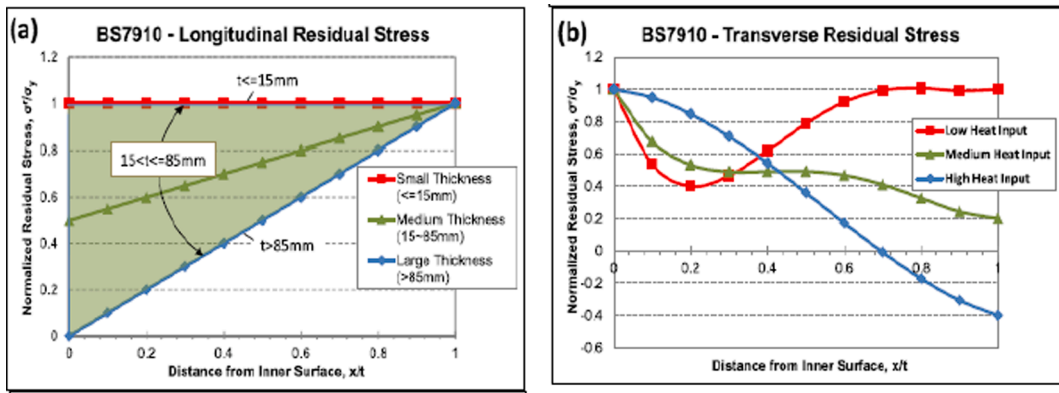 (a)
BS7910 - Longitudinal Residual Stress
Normalized Residual Stress, σʳ/σy
1.2
1
0.8
0.6
0.4
0.2
0
t<=15mm
15<t<=85mm
t>85mm
Small Thickness
(<=15mm)
Medium Thickness
(15~85mm)
Large Thickness
(>85mm)
0 0.2 0.4 0.6 0.8 1
Distance from Inner Surface, x/t
(b)
BS7910 - Transverse Residual Stress
Normalized Residual Stress, σʳ/σy
1.2
1
0.8
0.6
0.4
0.2
0
-0.2
-0.4
-0.6
Low Heat Input
Medium Heat Input
High Heat Input
0 0.2 0.4 0.6 0.8 1
Distance from Inner Surface, x/t